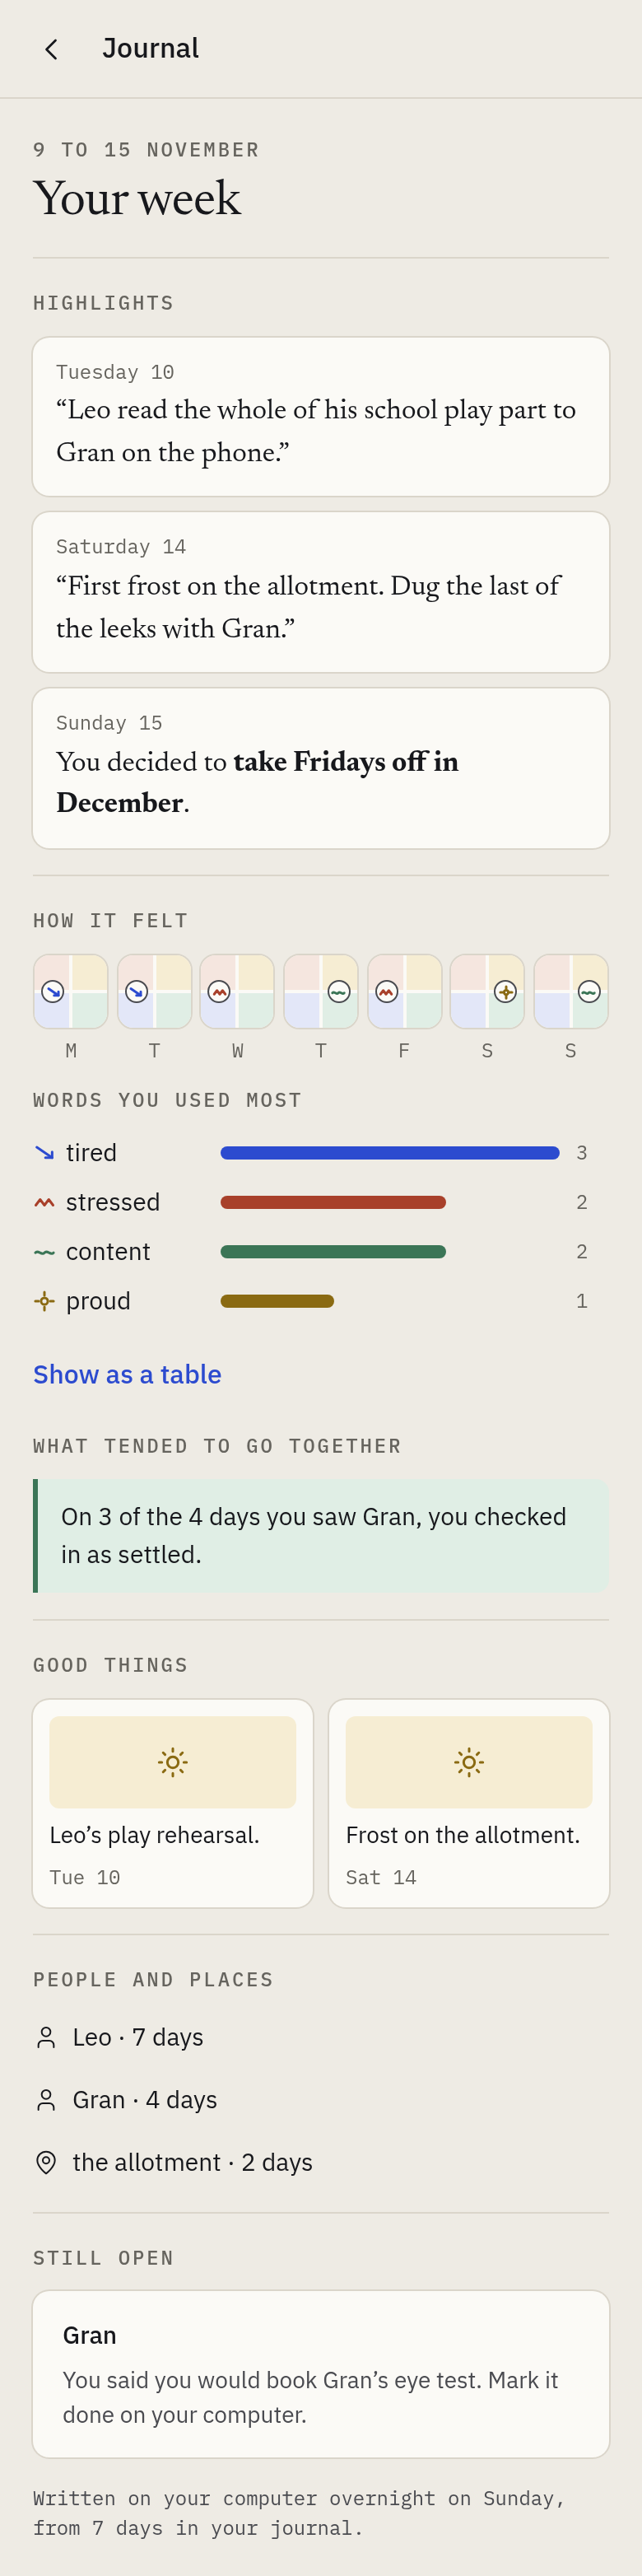 Journal
9 TO 15 NOVEMBER
Your week
HIGHLIGHTS
Tuesday 10
“Leo read the whole of his school play part to
Gran on the phone.”
Saturday 14
“First frost on the allotment. Dug the last of
the leeks with Gran.”
Sunday 15
You decided to take Fridays off in
December.
HOW IT FELT
M T W T F S S
WORDS YOU USED MOST
tired 3
stressed 2
content 2
proud 1
Show as a table
WHAT TENDED TO GO TOGETHER
On 3 of the 4 days you saw Gran, you checked
in as settled.
GOOD THINGS
Leo’s play rehearsal.
Tue 10
Frost on the allotment.
Sat 14
PEOPLE AND PLACES
Leo · 7 days
Gran · 4 days
the allotment · 2 days
STILL OPEN
Gran
You said you would book Gran’s eye test. Mark it
done on your computer.
Written on your computer overnight on Sunday,
from 7 days in your journal.